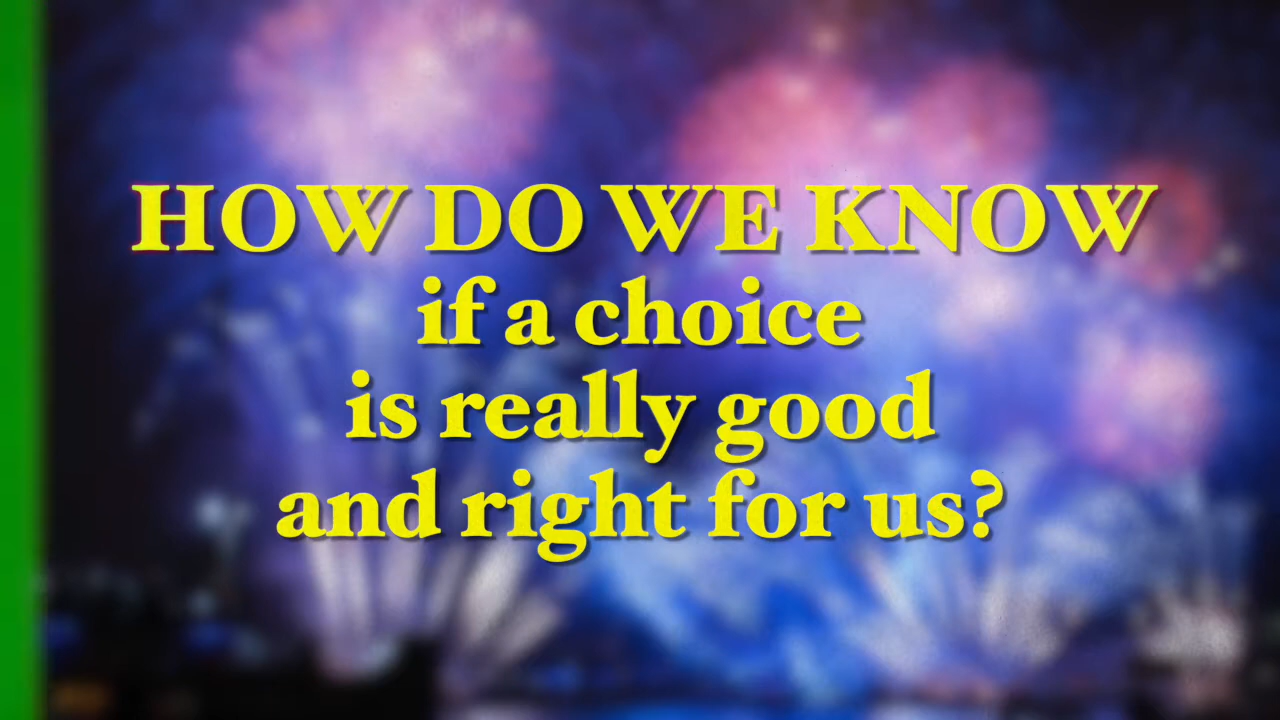 HOW DO WE KNOW
if a choice
is really good
and right for us?